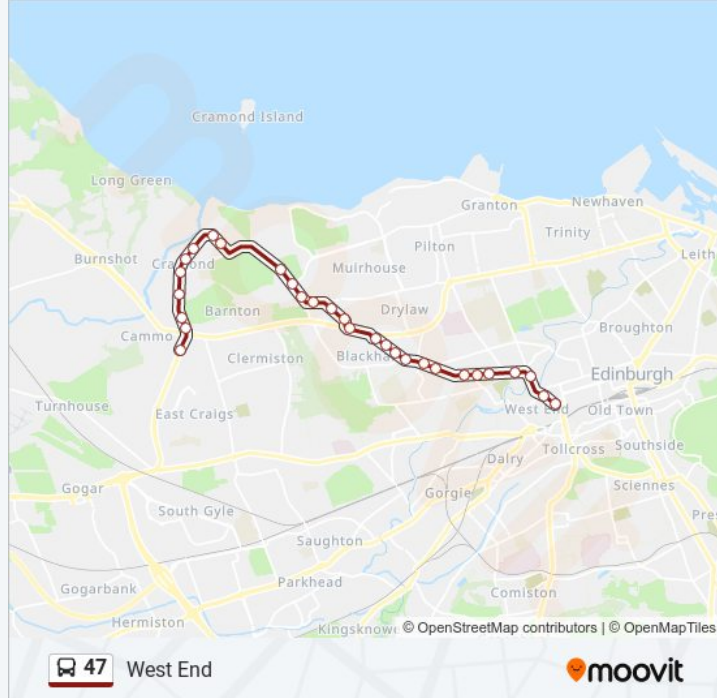 Cramond Island
Long Green
Granton
Newhaven
Trinity
Pilton
Leith
Burnshot
Cramond
Muirhouse
Barnton
Drylaw
Broughton
Cammo
Clermiston
Blackhall
Edinburgh
Turnhouse
East Craigs
West End
Old Town
Tollcross
Southside
Dalry
Sciennes
Gogar
Gorgie
South Gyle
Saughton
Parkhead
Gogarbank
Comiston
Hermiston
Kingsknow
© OpenStreetMap contributors | © OpenMapTiles
47
West End
moovit